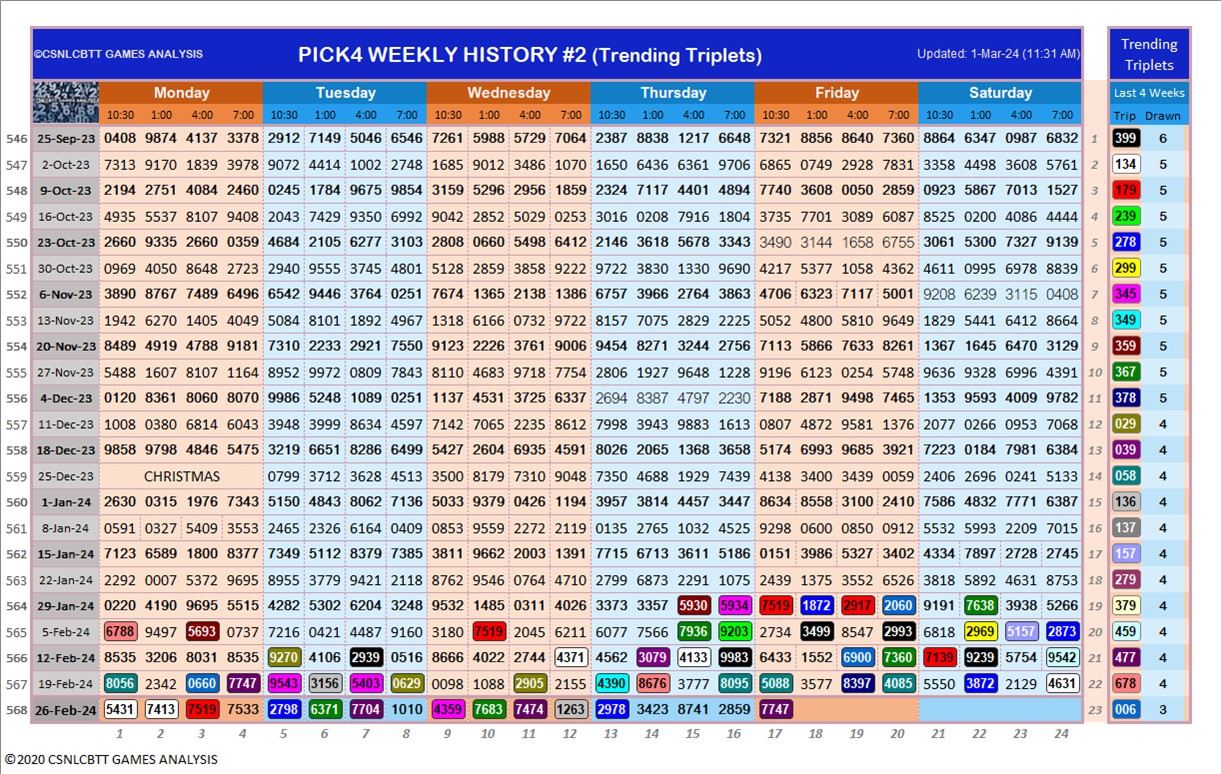 ©CSNLCBTT GAMES ANALYSIS PICK4 WEEKLY HISTORY #2 (Trending Triplets) Updated: 1-Mar-24 (11:31 AM) Trending Triplets
Monday Tuesday Wednesday Thursday Friday Saturday Last 4 Weeks
10:30 1:00 4:00 7:00 10:30 1:00 4:00 7:00 10:30 1:00 4:00 7:00 10:30 1:00 4:00 7:00 10:30 1:00 4:00 7:00 10:30 1:00 4:00 7:00 Trip Drawn
546 25-Sep-23 0408 9874 4137 3378 2912 7149 5046 6546 7261 5988 5729 7064 2387 8838 1217 6648 7321 8856 8640 7360 8864 6347 0987 6832 1 399 6
547 2-Oct-23 7313 9170 1839 3978 9072 4414 1002 2748 1685 9012 3486 1070 1650 6436 6361 9706 6865 0749 2928 7831 3358 4498 3608 5761 2 134 5
548 9-Oct-23 2194 2751 4084 2460 0245 1784 9675 9854 3159 5296 2956 1859 2324 7117 4401 4894 7740 3608 0050 2859 0923 5867 7013 1527 3 179 5
549 16-Oct-23 4935 5537 8107 9408 2043 7429 9350 6992 9042 2852 5029 0253 3016 0208 7916 1804 3735 7701 3089 6087 8525 0200 4086 4444 4 239 5
550 23-Oct-23 2660 9335 2660 0359 4684 2105 6277 3103 2808 0660 5498 6412 2146 3618 5678 3343 3490 3144 1658 6755 3061 5300 7327 9139 5 278 5
551 30-Oct-23 0969 4050 8648 2723 2940 9555 3745 4801 5128 2859 3858 9222 9722 3830 1330 9690 4217 5377 1058 4362 4611 0995 6978 8839 6 299 5
552 6-Nov-23 3890 8767 7489 6496 6542 9446 3764 0251 7674 1365 2138 1386 6757 3966 2764 3863 4706 6323 7117 5001 9208 6239 3115 0408 7 345 5
553 13-Nov-23 1942 6270 1405 4049 5084 8101 1892 4967 1318 6166 0732 9722 8157 7075 2829 2225 5052 4800 5810 9649 1829 5441 6412 8664 8 349 5
554 20-Nov-23 8489 4919 4788 9181 7310 2233 2921 7550 9123 2226 3761 9006 9454 8271 3244 2756 7113 5866 7633 8261 1367 1645 6470 3129 9 359 5
555 27-Nov-23 5488 1607 8107 1164 8952 9972 0809 7843 8110 4683 9718 7754 2806 1927 9648 1228 9196 6123 0254 5748 9636 9328 6996 4391 10 367 5
556 4-Dec-23 0120 8361 8060 8070 9986 5248 1089 0251 1137 4531 3725 6337 2694 8387 4797 2230 7188 2871 9498 7465 1353 9593 4009 9782 11 378 5
557 11-Dec-23 1008 0380 6814 6043 3948 3999 8634 4597 7142 7065 2235 8612 7998 3943 9883 1613 0807 4872 9581 1376 2077 0266 0953 7068 12 029 4
558 18-Dec-23 9858 9798 4846 5475 3219 6651 8286 6499 5427 2604 6935 4591 8026 2065 1368 3658 5174 6993 9685 3921 7223 0184 7981 6384 13 039 4
559 25-Dec-23 CHRISTMAS 0799 3712 3628 4513 3500 8179 7310 9048 7350 4688 1929 7439 4138 3400 3439 0059 2406 2696 0241 5133 14 058 4
560 1-Jan-24 2630 0315 1976 7343 5150 4843 8062 7136 5033 9379 0426 1194 3957 3814 4457 3447 8634 8558 3100 2410 7586 4832 7771 6387 15 136 4
561 8-Jan-24 0591 0327 5409 3553 2465 2326 6164 0409 0853 9559 2272 2119 0135 2765 1032 4525 9298 0600 0850 0912 5532 5993 2209 7015 16 137 4
562 15-Jan-24 7123 6589 1800 8377 7349 5112 8379 7385 3811 9662 2003 1391 7715 6713 3611 5186 0151 3986 5327 3402 4334 7897 2728 2745 17 157 4
563 22-Jan-24 2292 0007 5372 9695 8955 3779 9421 2118 8762 9546 0764 4710 2799 6873 2291 1075 2439 1375 3552 6526 3818 5892 4631 8753 18 279 4
564 29-Jan-24 0220 4190 9695 5515 4282 5302 6204 3248 9532 1485 0311 4026 3373 3357 5930 5934 7519 1872 2917 2060 9191 7638 3938 5266 19 379 4
565 5-Feb-24 6788 9497 5693 0737 7216 0421 4487 9160 3180 7519 2045 6211 6077 7566 7936 9203 2734 3499 8547 2993 6818 2969 5157 2873 20 459 4
566 12-Feb-24 8535 3206 8031 8535 9270 4106 2939 0516 8666 4022 2744 4371 4562 3079 4133 9983 6433 1552 6900 7360 7139 9239 5754 9542 21 477 4
567 19-Feb-24 8056 2342 0660 7747 9543 3156 5403 0629 0098 1088 2905 2155 4390 8676 3777 8095 5088 3577 8397 4085 5550 3872 2129 4631 22 678 4
568 26-Feb-24 5431 7413 7519 7533 2798 6371 7704 1010 4359 7683 7474 1263 2978 3423 8741 2859 7747 23 006 3
1 2 3 4 5 6 7 8 9 10 11 12 13 14 15 16 17 18 19 20 21 22 23 24
©2020 CSNLCBTT GAMES ANALYSIS